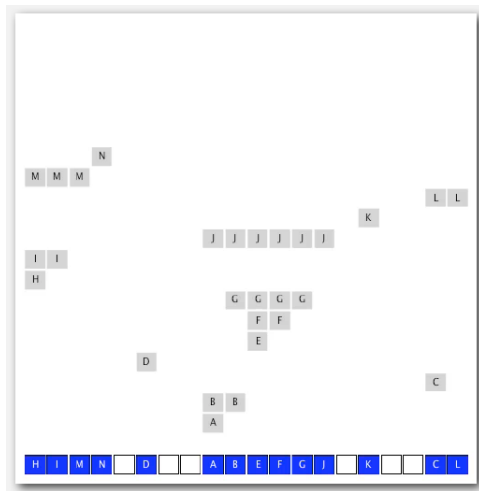 N
M M M
L L
K
J J J J J J
I I
H
G G G G
F F
E
D
C
B B
A
H I M N D A B E F G J K C L